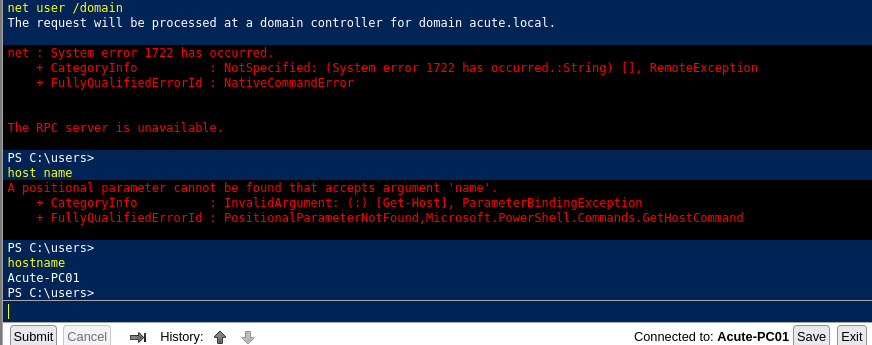 net user /domain
The request will be processed at a domain controller for domain acute.local.
net : System error 1722 has occurred.
    + CategoryInfo          : NotSpecified: (System error 1722 has occurred.:String) [], RemoteException
    + FullyQualifiedErrorId : NativeCommandError
The RPC server is unavailable.
PS C:\users>
host name
A positional parameter cannot be found that accepts argument 'name'.
    + CategoryInfo          : InvalidArgument: (:) [Get-Host], ParameterBindingException
    + FullyQualifiedErrorId : PositionalParameterNotFound,Microsoft.PowerShell.Commands.GetHostCommand
PS C:\users>
hostname
Acute-PC01
PS C:\users>
Submit Cancel History: Connected to: Acute-PC01 Save Exit